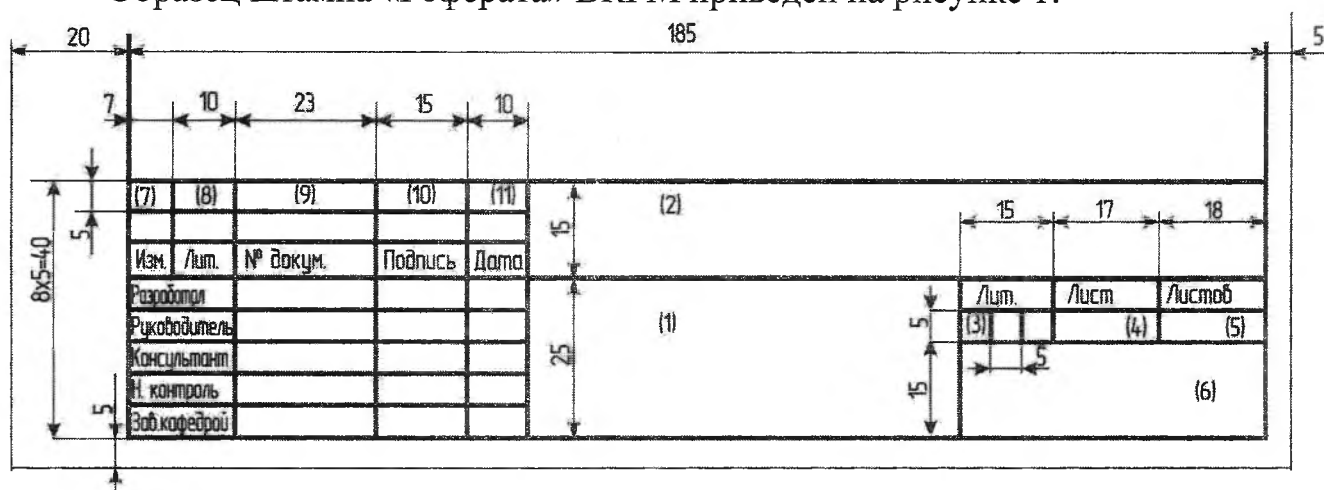 Образец штампа «Реферата» ВКРМ приведен на рисунке 1.
20 185 5
7 10 23 15 10
(7) (8) (9) (10) (11) (2)
5 15 15 17 18
8x5=40
Изм. Лит. № докум. Подпись Дата
Разработал Лит. Лист Листов
Руководитель (1) 5 (3) (4) (5)
Консультант 25 5
Н. контроль 15 (6)
5 Зав.кафедрой